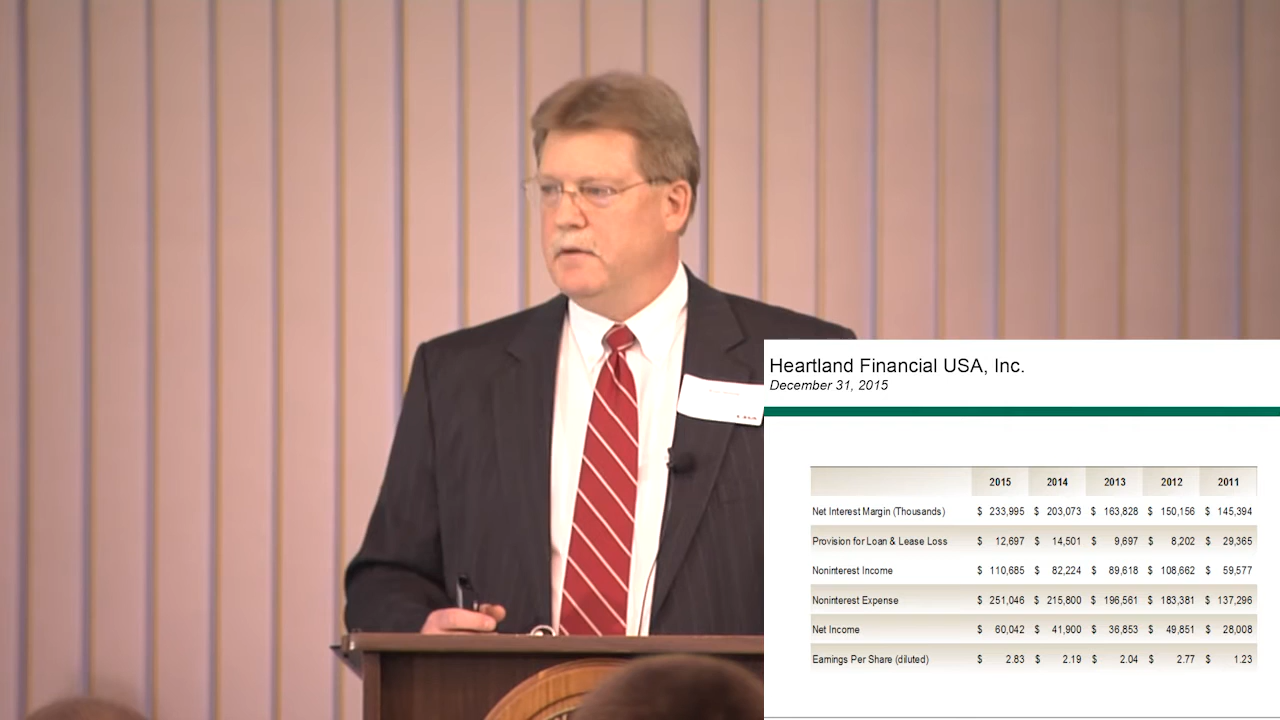 Heartland Financial USA, Inc.
December 31, 2015
2015 2014 2013 2012 2011
Net Interest Margin (Thousands) $ 233,995 $ 203,073 $ 163,828 $ 150,156 $ 145,394
Provision for Loan & Lease Loss $ 12,697 $ 14,501 $ 9,697 $ 8,202 $ 29,365
Noninterest Income $ 110,685 $ 82,224 $ 89,618 $ 108,662 $ 59,577
Noninterest Expense $ 251,046 $ 215,800 $ 196,561 $ 183,381 $ 137,296
Net Income $ 60,042 $ 41,900 $ 36,853 $ 49,851 $ 28,008
Earnings Per Share (diluted) $ 2.83 $ 2.19 $ 2.04 $ 2.77 $ 1.23